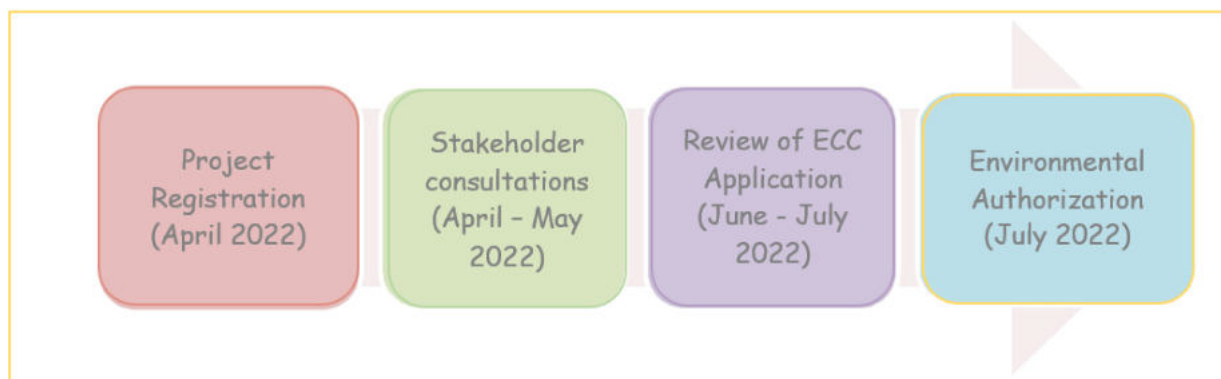 Project
Registration
(April 2022)
Stakeholder
consultations
(April – May
2022)
Review of ECC
Application
(June - July
2022)
Environmental
Authorization
(July 2022)